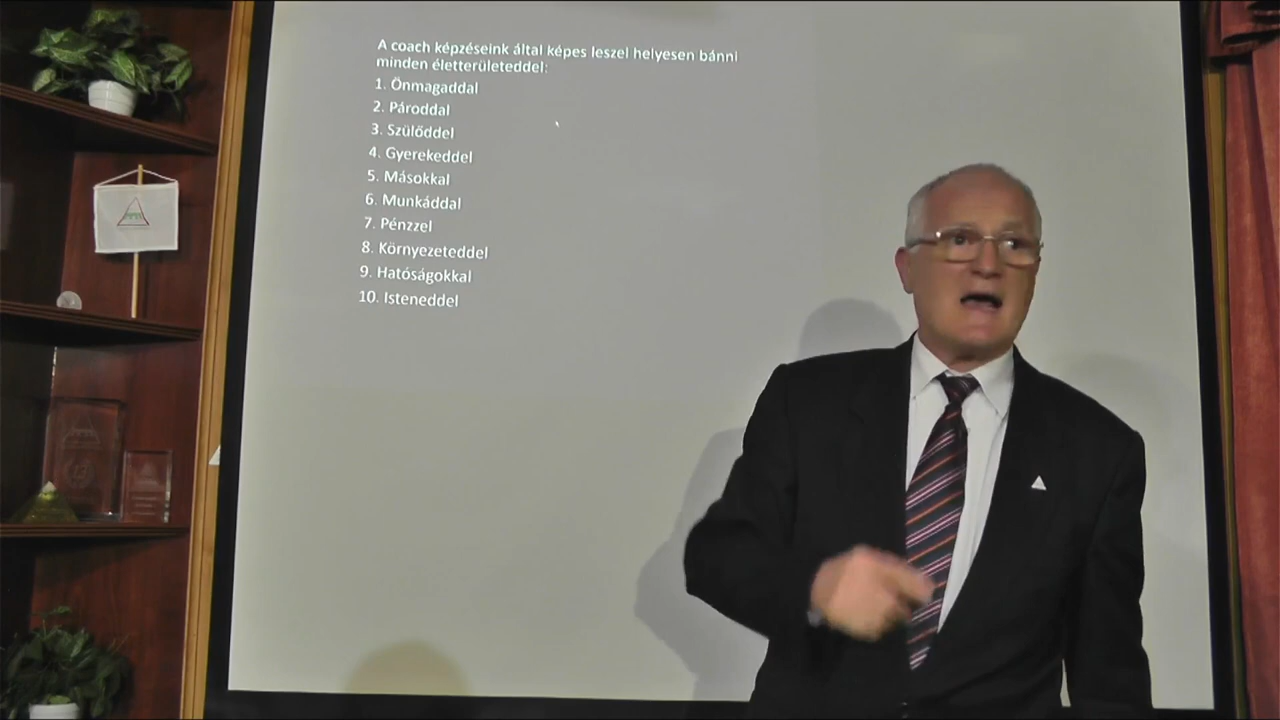 A coach képzéseink által képes leszel helyesen bánni
minden életterületeddel:
1. Önmagaddal
2. Pároddal
3. Szülőddel
4. Gyerekeddel
5. Másokkal
6. Munkáddal
7. Pénzzel
8. Környezeteddel
9. Hatóságokkal
10. Isteneddel